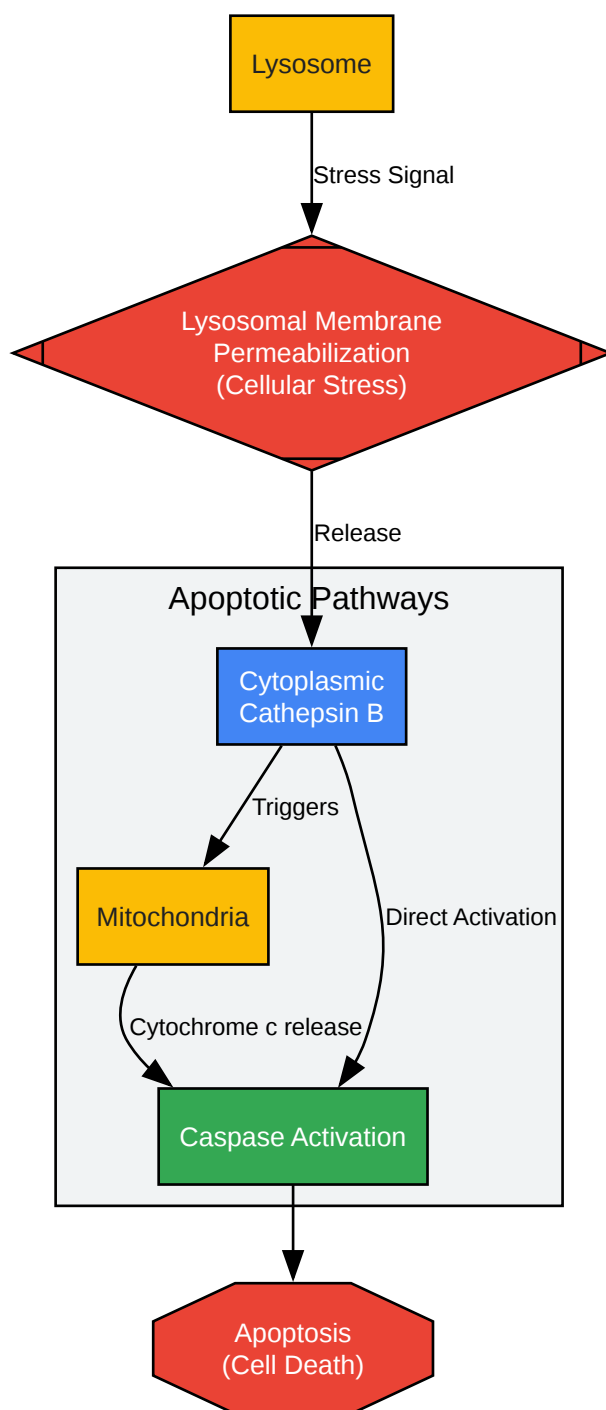 Lysosome
Stress Signal
Lysosomal Membrane
Permeabilization
(Cellular Stress)
Release
Apoptotic Pathways
Cytoplasmic
Cathepsin B
Triggers
Mitochondria
Direct Activation
Cytochrome c release
Caspase Activation
Apoptosis
(Cell Death)